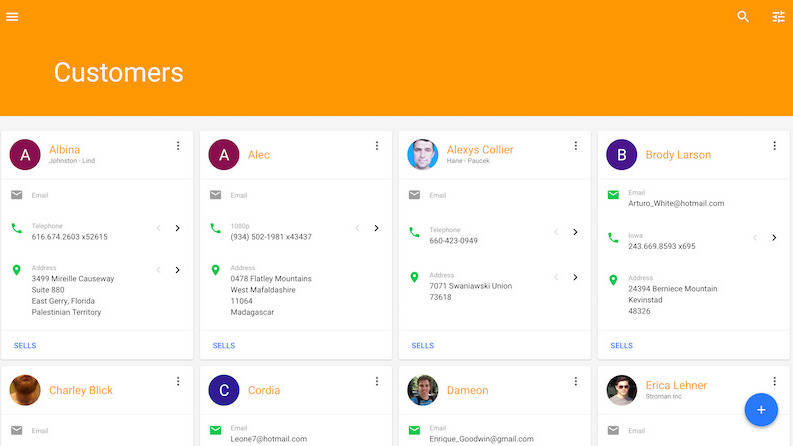 Customers
A
Albina
Johnston - Lind
Email
Telephone
616.674.2603 x52615
Address
3499 Mireille Causeway
Suite 880
East Gerry, Florida
Palestinian Territory
SELLS
A
Alec
Email
1080p
(934) 502-1981 x43437
Address
0478 Flatley Mountains
West Mafaldashire
11064
Madagascar
SELLS
Alexys Collier
Hane - Paucek
Email
Telephone
660-423-0949
Address
7071 Swaniawski Union
73618
SELLS
B
Brody Larson
Email
Arturo_White@hotmail.com
Iowa
243.669.8593 x695
Address
24394 Berniece Mountain
Kevinstad
48326
SELLS
Charley Blick
Email
C
Cordia
Email
Leone7@hotmail.com
Dameon
Email
Enrique_Goodwin@gmail.com
Erica Lehner
Stroman Inc
Email
+